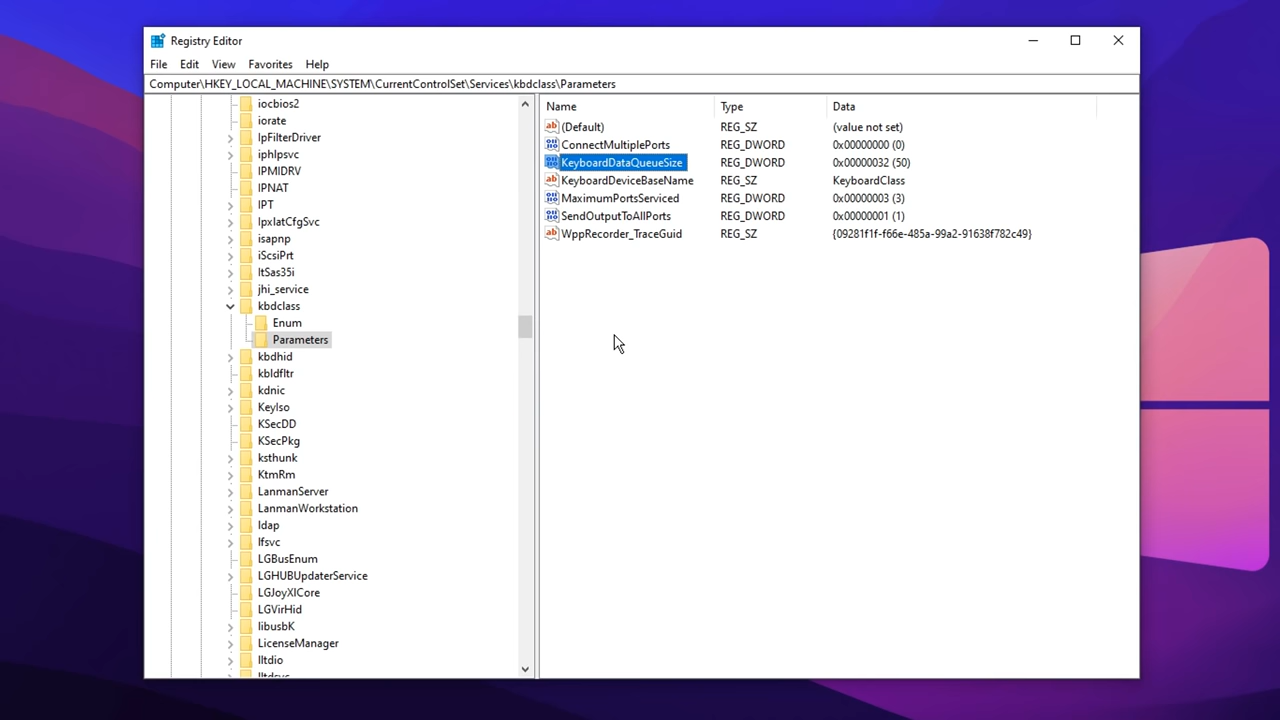 Registry Editor
File Edit View Favorites Help
Computer\HKEY_LOCAL_MACHINE\SYSTEM\CurrentControlSet\Services\kbdclass\Parameters
iocbios2
iorate
IpFilterDriver
iphlpsvc
IPMIDRV
IPNAT
IPT
IpxlatCfgSvc
isapnp
iScsiPrt
ItSas35i
jhi_service
kbdclass
Enum
Parameters
kbdhid
kbldfltr
kdnic
KeyIso
KSecDD
KSecPkg
ksthunk
KtmRm
LanmanServer
LanmanWorkstation
ldap
lfsvc
LGBusEnum
LGHUBUpdaterService
LGJoyXlCore
LGVirHid
libusbK
LicenseManager
lltdio
Name Type Data
(Default) REG_SZ (value not set)
ConnectMultiplePorts REG_DWORD 0x00000000 (0)
KeyboardDataQueueSize REG_DWORD 0x00000032 (50)
KeyboardDeviceBaseName REG_SZ KeyboardClass
MaximumPortsServiced REG_DWORD 0x00000003 (3)
SendOutputToAllPorts REG_DWORD 0x00000001 (1)
WppRecorder_TraceGuid REG_SZ {09281f1f-f66e-485a-99a2-91638f782c49}